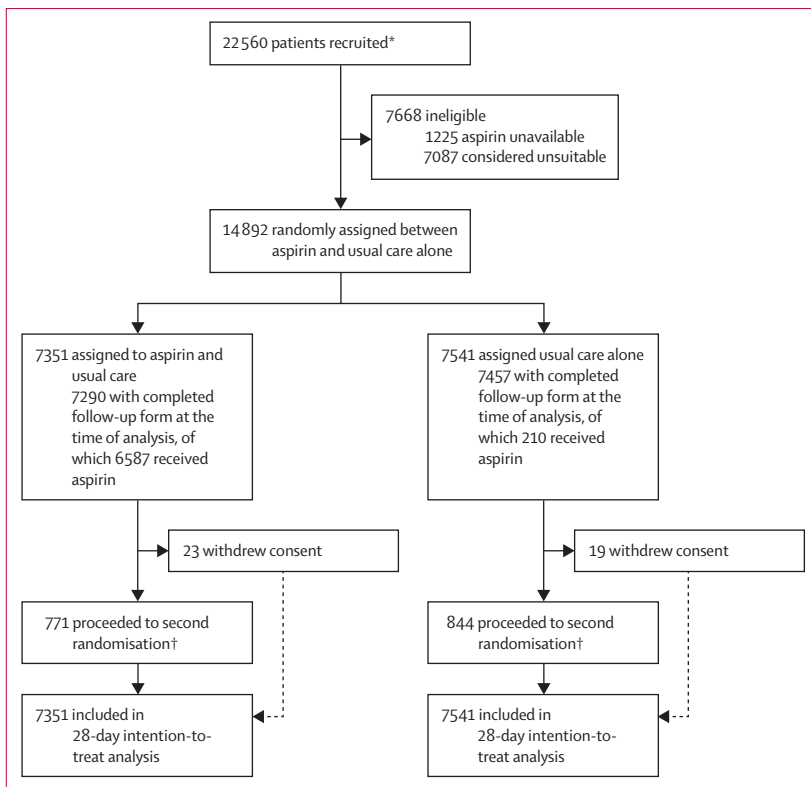 22 560 patients recruited*
7668 ineligible
1225 aspirin unavailable
7087 considered unsuitable
14 892 randomly assigned between
aspirin and usual care alone
7351 assigned to aspirin and
usual care
7290 with completed
follow-up form at the
time of analysis, of
which 6587 received
aspirin
7541 assigned usual care alone
7457 with completed
follow-up form at the
time of analysis, of
which 210 received
aspirin
23 withdrew consent
19 withdrew consent
771 proceeded to second
randomisation†
844 proceeded to second
randomisation†
7351 included in
28-day intention-to-
treat analysis
7541 included in
28-day intention-to-
treat analysis